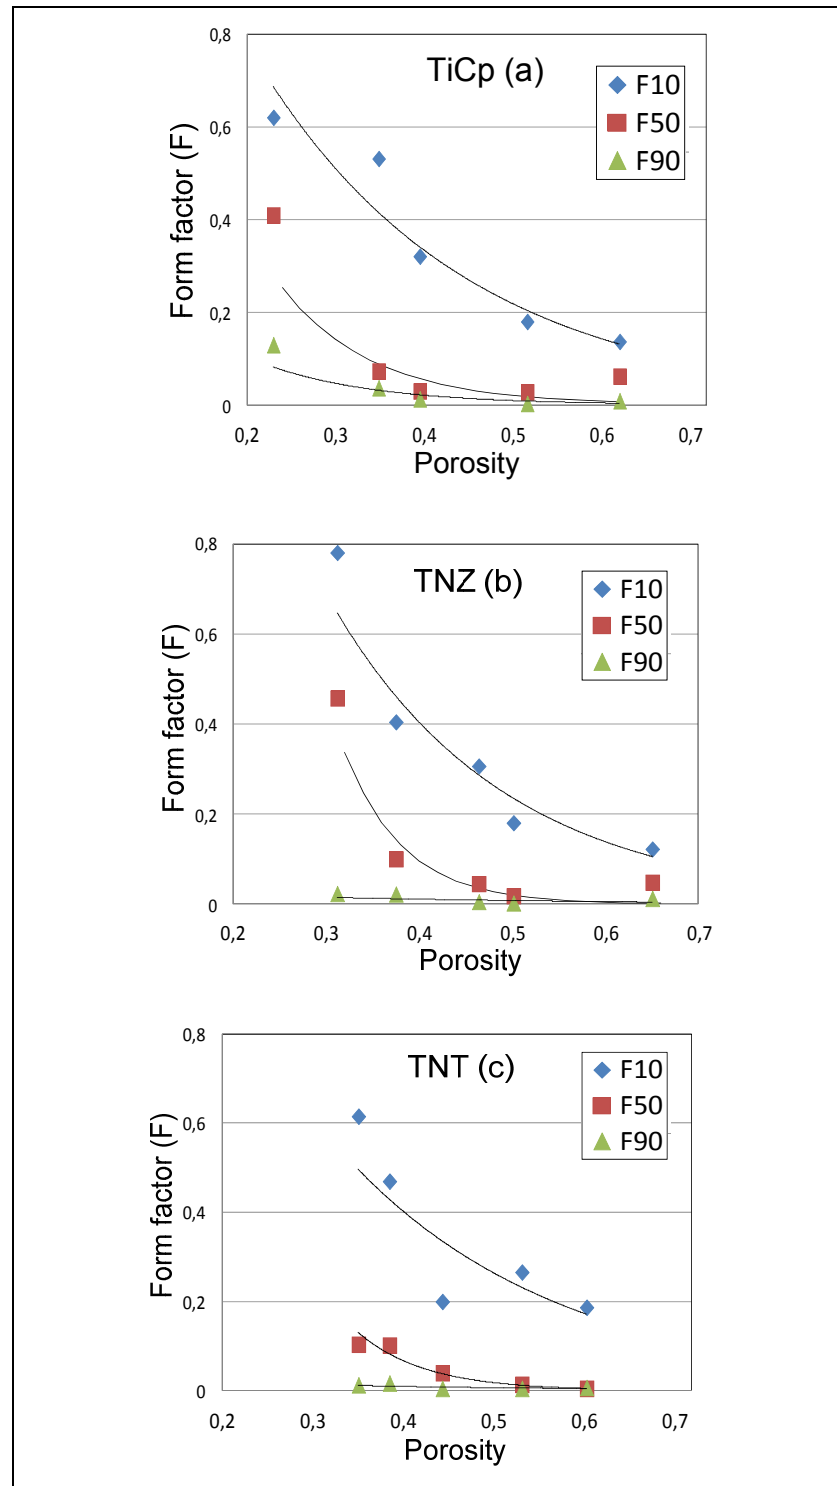 0,8
TiCp (a)
F10
F50
F90
0,6
0,4
0,2
0
Form factor (F)
0,2 0,3 0,4 0,5 0,6 0,7
Porosity
0,8
TNZ (b)
F10
F50
F90
0,6
0,4
0,2
0
Form factor (F)
0,2 0,3 0,4 0,5 0,6 0,7
Porosity
0,8
TNT (c)
F10
F50
F90
0,6
0,4
0,2
0
Form factor (F)
0,2 0,3 0,4 0,5 0,6 0,7
Porosity